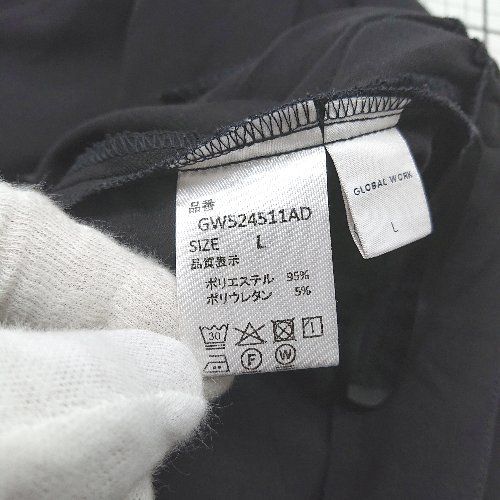 品番
GW524511AD
SIZE L
品質表示
ポリエステル 95%
ポリウレタン 5%
30
F W
GLOBAL WORK
L